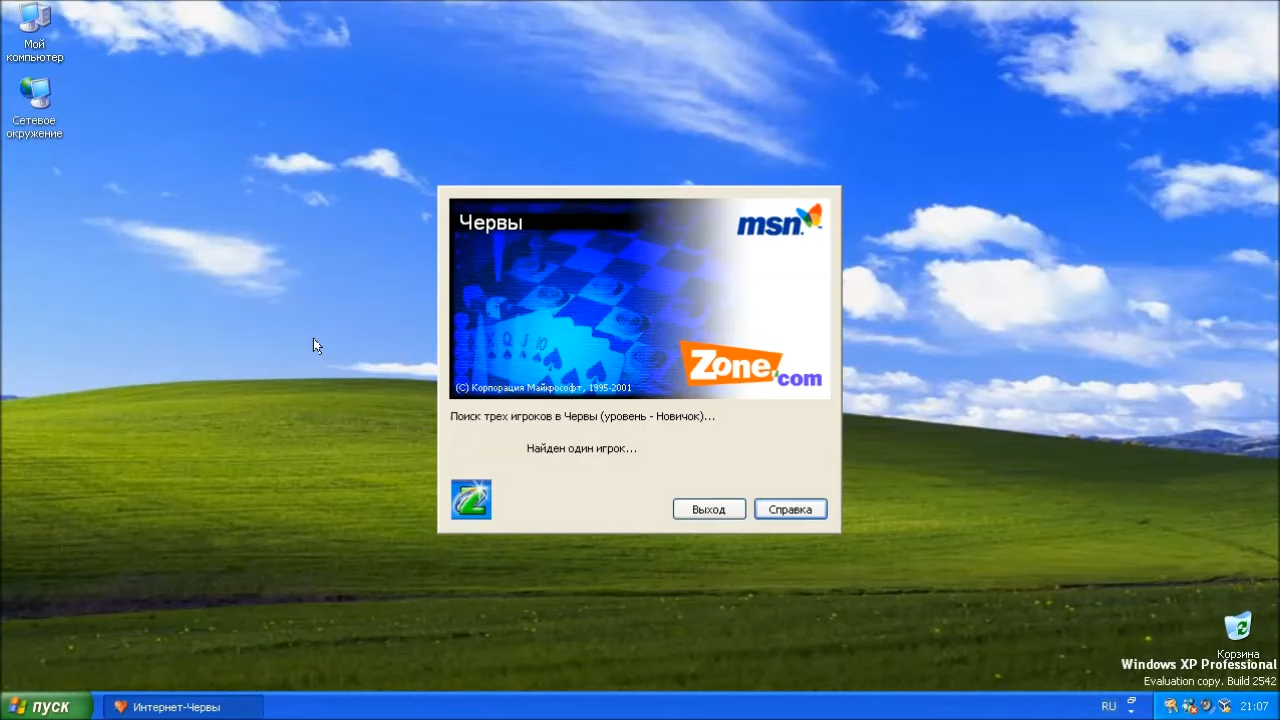 Мой
компьютер
Сетевое
окружение
Червы
msn
Zone.com
(C) Корпорация Майкрософт, 1995-2001
Поиск трех игроков в Червы (уровень - Новичок)...
Найден один игрок...
Z
Выход
Справка
Корзина
Windows XP Professional
Evaluation copy. Build 2542
пуск
Интернет-Червы
RU
21:07